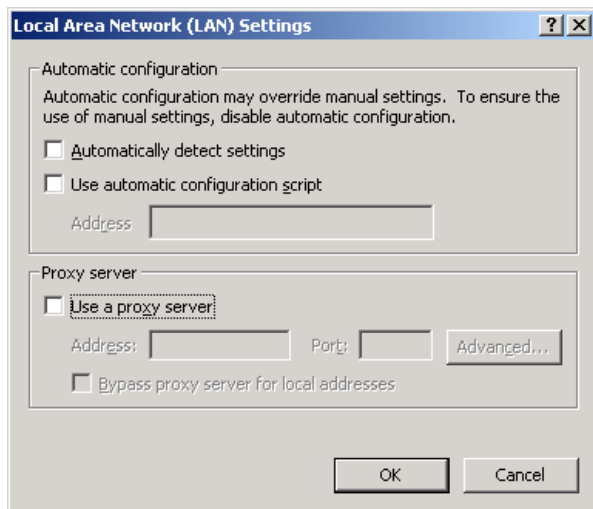 Local Area Network (LAN) Settings
Automatic configuration
Automatic configuration may override manual settings. To ensure the
use of manual settings, disable automatic configuration.
Automatically detect settings
Use automatic configuration script
Address
Proxy server
Use a proxy server
Address: Port: Advanced...
Bypass proxy server for local addresses
OK Cancel